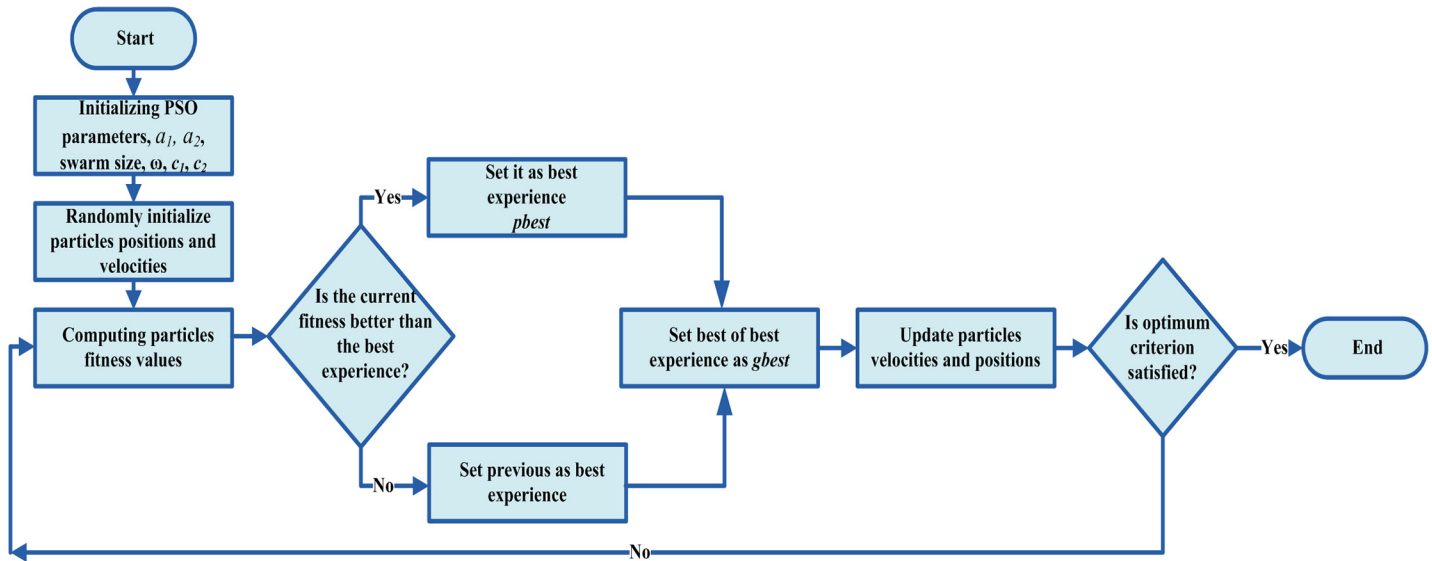 Start
Initializing PSO
parameters, a1, a2,
swarm size, ω, c1, c2
Randomly initialize
particles positions and
velocities
Computing particles
fitness values
Is the current
fitness better than
the best
experience?
Yes
Set it as best
experience
pbest
No
Set previous as best
experience
Set best of best
experience as gbest
Update particles
velocities and positions
Is optimum
criterion
satisfied?
Yes
End
No